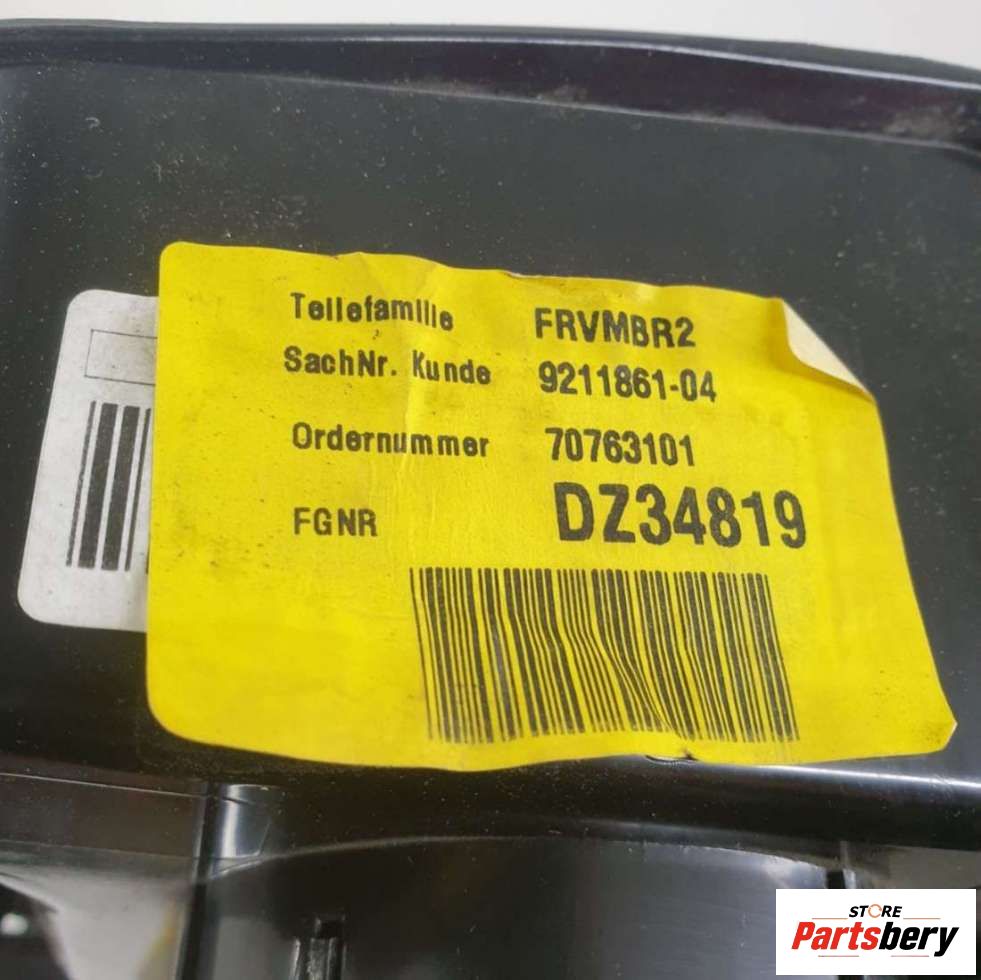 Teilefamilie FRVMBR2
SachNr. Kunde 9211861-04
Ordernummer 70763101
FGNR DZ34819
STORE
Partsbery